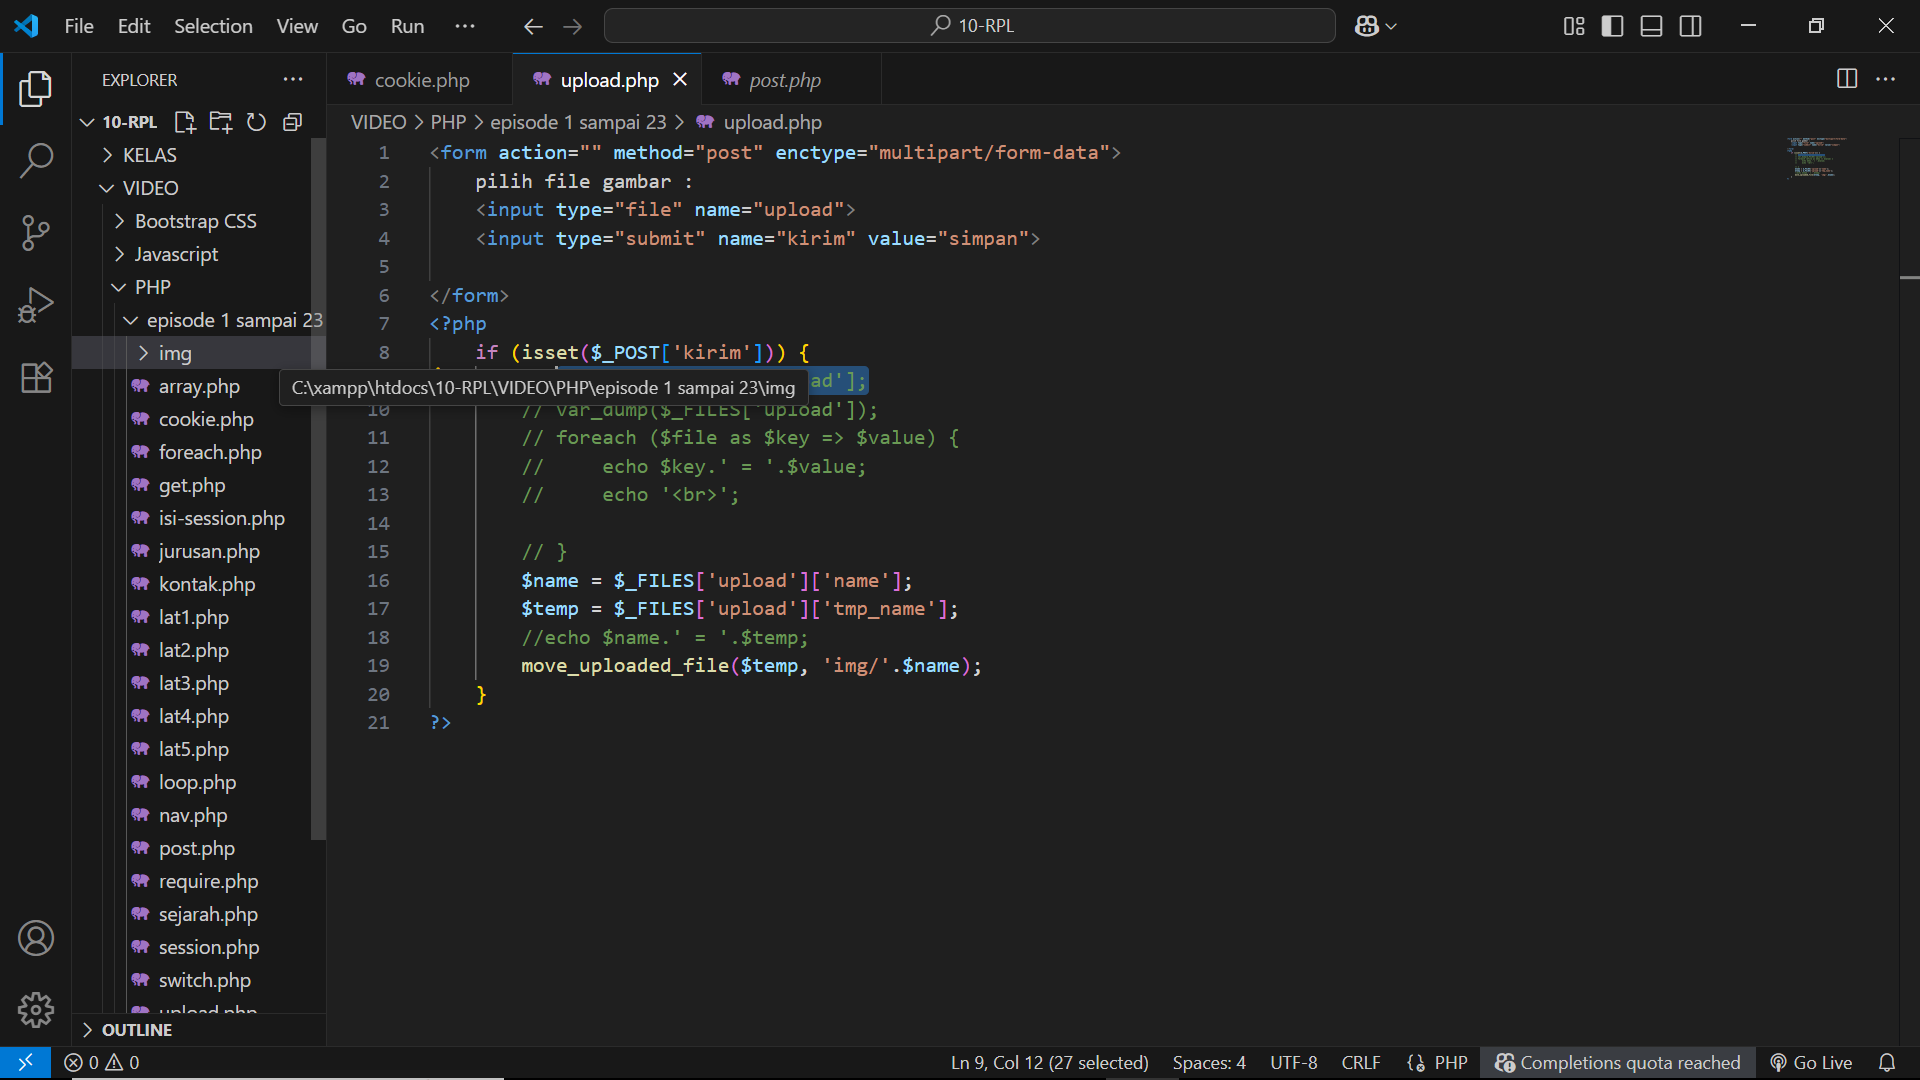 File Edit Selection View Go Run ··· 10-RPL
EXPLORER ···
10-RPL
KELAS
VIDEO
Bootstrap CSS
Javascript
PHP
episode 1 sampai 23
img
array.php
cookie.php
foreach.php
get.php
isi-session.php
jurusan.php
kontak.php
lat1.php
lat2.php
lat3.php
lat4.php
lat5.php
loop.php
nav.php
post.php
require.php
sejarah.php
session.php
switch.php
upload.php
OUTLINE
cookie.php upload.php post.php
VIDEO > PHP > episode 1 sampai 23 > upload.php
1 <form action="" method="post" enctype="multipart/form-data">
2 pilih file gambar :
3 <input type="file" name="upload">
4 <input type="submit" name="kirim" value="simpan">
5
6 </form>
7 <?php
8 if (isset($_POST['kirim'])) {
C:\xampp\htdocs\10-RPL\VIDEO\PHP\episode 1 sampai 23\img ad'];
10 // var_dump($_FILES['upload']);
11 // foreach ($file as $key => $value) {
12 // echo $key.' = '.$value;
13 // echo '<br>';
14
15 // }
16 $name = $_FILES['upload']['name'];
17 $temp = $_FILES['upload']['tmp_name'];
18 //echo $name.' = '.$temp;
19 move_uploaded_file($temp, 'img/'.$name);
20 }
21 ?>
0 0 Ln 9, Col 12 (27 selected) Spaces: 4 UTF-8 CRLF PHP Completions quota reached Go Live